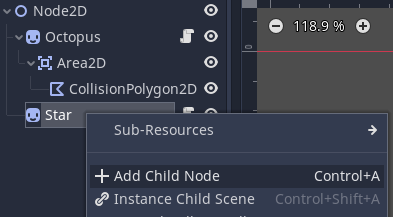 Node2D
Octopus
Area2D
CollisionPolygon2D
Star
118.9 %
Sub-Resources
Add Child Node Control+A
Instance Child Scene Control+Shift+A